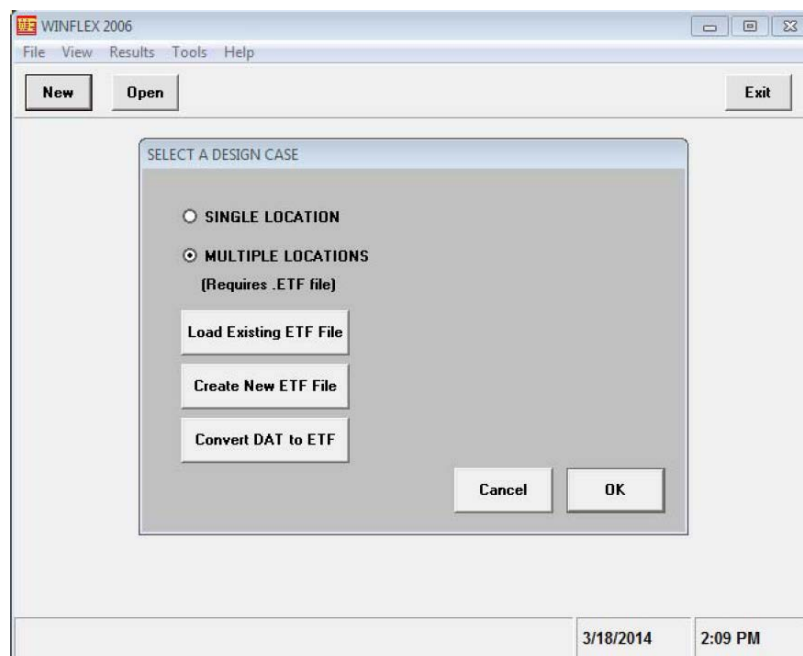 WINFLEX 2006
File View Results Tools Help
New Open Exit
SELECT A DESIGN CASE
SINGLE LOCATION
MULTIPLE LOCATIONS
(Requires .ETF file)
Load Existing ETF File
Create New ETF File
Convert DAT to ETF
Cancel OK
3/18/2014 2:09 PM